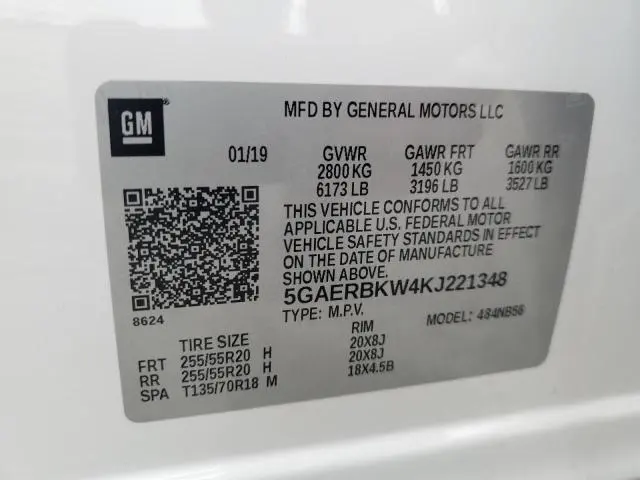 GM
MFD BY GENERAL MOTORS LLC
01/19 GVWR GAWR FRT GAWR RR
2800 KG 1450 KG 1600 KG
6173 LB 3196 LB 3527 LB
THIS VEHICLE CONFORMS TO ALL
APPLICABLE U.S. FEDERAL MOTOR
VEHICLE SAFETY STANDARDS IN EFFECT
ON THE DATE OF MANUFACTURE
SHOWN ABOVE.
5GAERBKW4KJ221348
8624
TYPE: M.P.V. MODEL: 484NB56
TIRE SIZE RIM
FRT 255/55R20 H 20X8J
RR 255/55R20 H 20X8J
SPA T135/70R18 M 18X4.5B